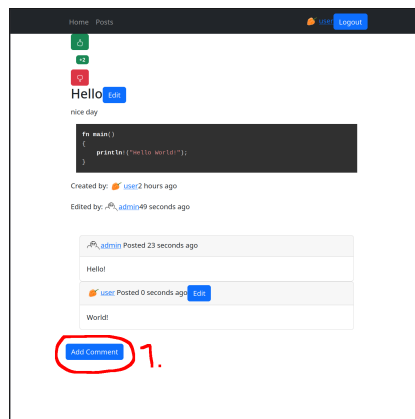 Home Posts user Logout
+2
Hello Edit
nice day
fn main()
{
println!("Hello World!");
}
Created by: user2 hours ago
Edited by: admin49 seconds ago
admin Posted 23 seconds ago
Hello!
user Posted 0 seconds ago Edit
World!
Add Comment 1.